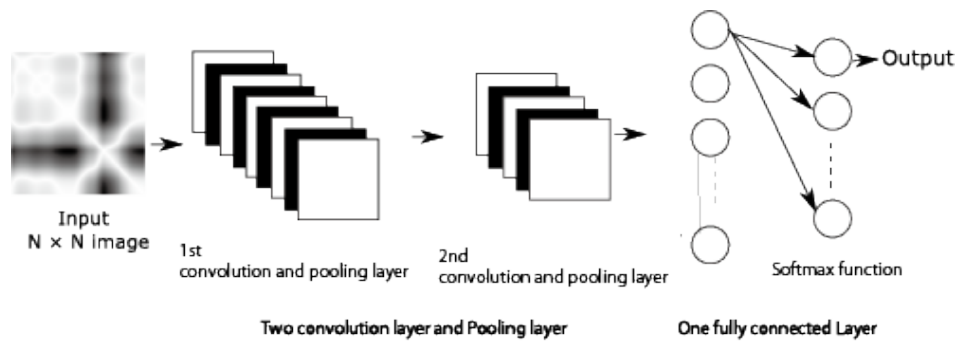 Output
Input
N × N image
1st
convolution and pooling layer
2nd
convolution and pooling layer
Softmax function
Two convolution layer and Pooling layer
One fully connected Layer